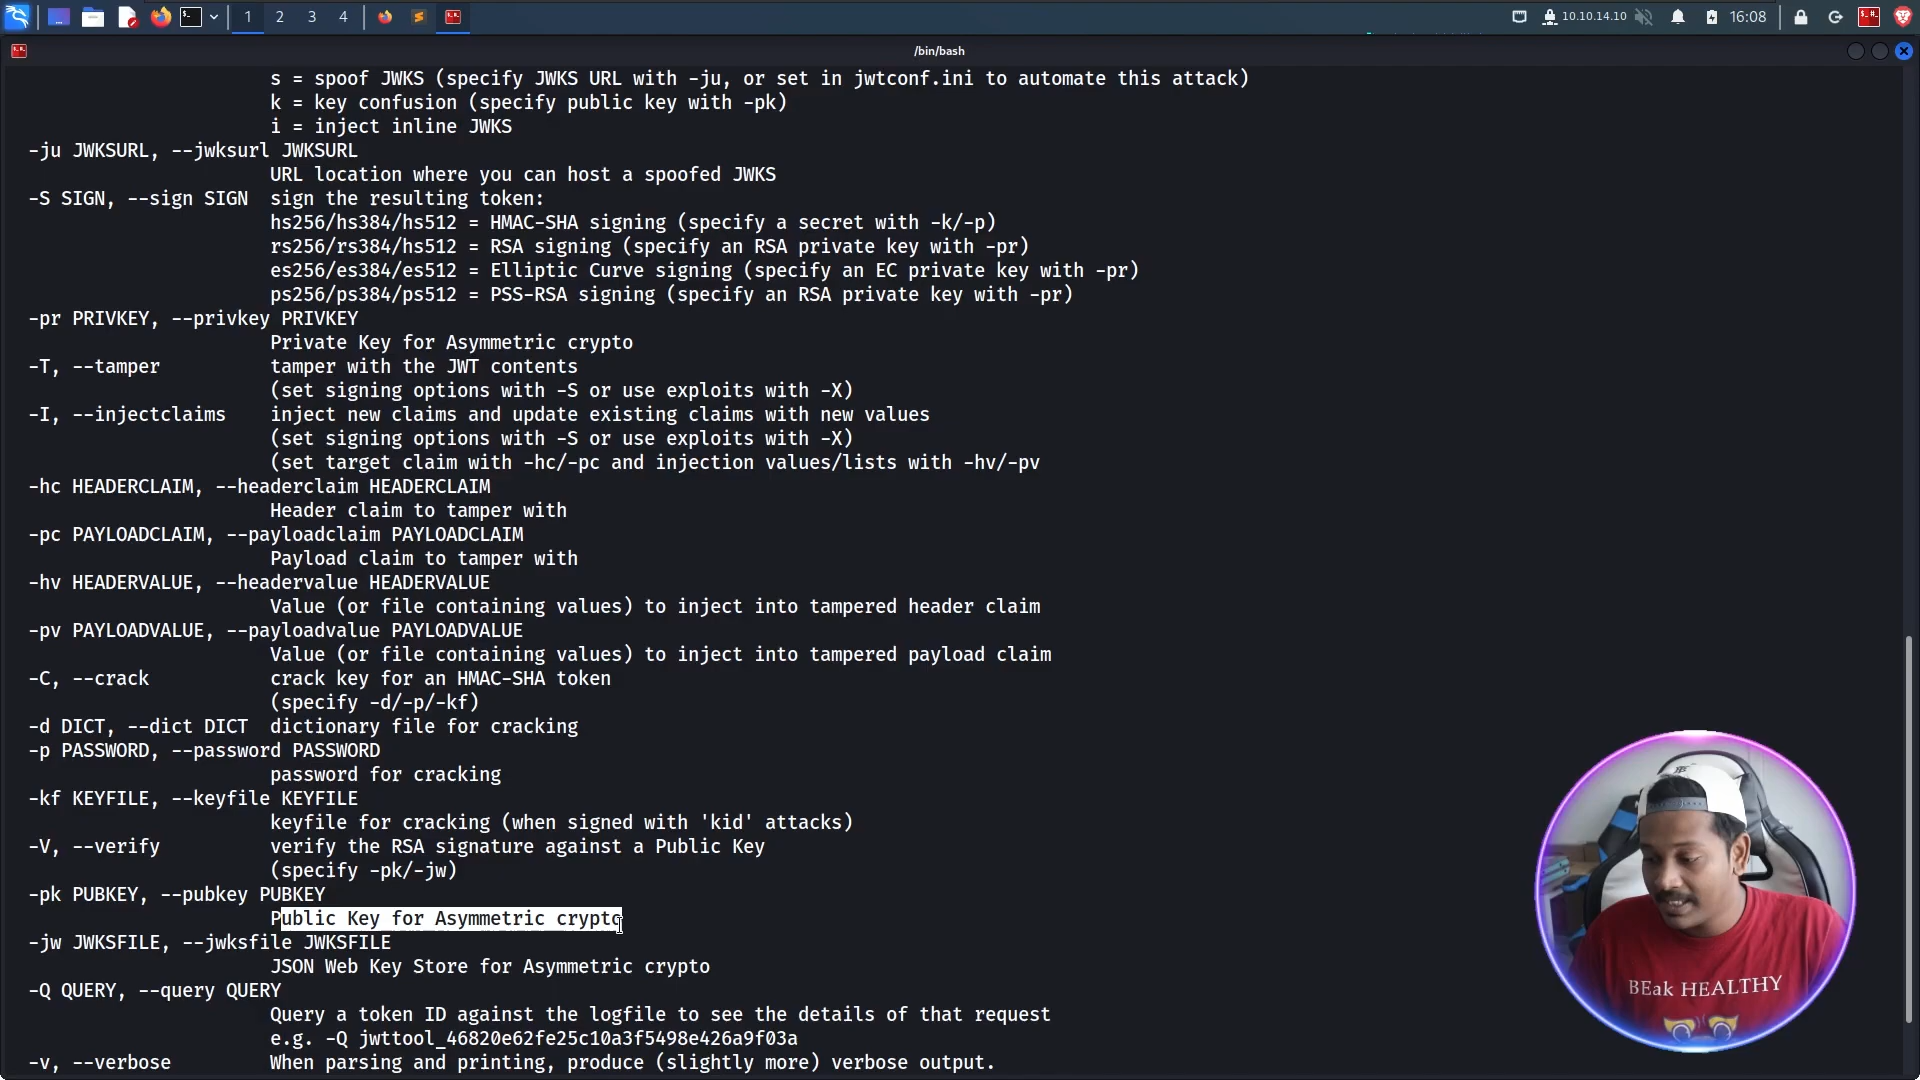 1 2 3 4
10.10.14.10
16:08
/bin/bash
s = spoof JWKS (specify JWKS URL with -ju, or set in jwtconf.ini to automate this attack)
k = key confusion (specify public key with -pk)
i = inject inline JWKS
-ju JWKSURL, --jwksurl JWKSURL
URL location where you can host a spoofed JWKS
-S SIGN, --sign SIGN  sign the resulting token:
hs256/hs384/hs512 = HMAC-SHA signing (specify a secret with -k/-p)
rs256/rs384/hs512 = RSA signing (specify an RSA private key with -pr)
es256/es384/es512 = Elliptic Curve signing (specify an EC private key with -pr)
ps256/ps384/ps512 = PSS-RSA signing (specify an RSA private key with -pr)
-pr PRIVKEY, --privkey PRIVKEY
Private Key for Asymmetric crypto
-T, --tamper          tamper with the JWT contents
(set signing options with -S or use exploits with -X)
-I, --injectclaims    inject new claims and update existing claims with new values
(set signing options with -S or use exploits with -X)
(set target claim with -hc/-pc and injection values/lists with -hv/-pv
-hc HEADERCLAIM, --headerclaim HEADERCLAIM
Header claim to tamper with
-pc PAYLOADCLAIM, --payloadclaim PAYLOADCLAIM
Payload claim to tamper with
-hv HEADERVALUE, --headervalue HEADERVALUE
Value (or file containing values) to inject into tampered header claim
-pv PAYLOADVALUE, --payloadvalue PAYLOADVALUE
Value (or file containing values) to inject into tampered payload claim
-C, --crack           crack key for an HMAC-SHA token
(specify -d/-p/-kf)
-d DICT, --dict DICT  dictionary file for cracking
-p PASSWORD, --password PASSWORD
password for cracking
-kf KEYFILE, --keyfile KEYFILE
keyfile for cracking (when signed with 'kid' attacks)
-V, --verify          verify the RSA signature against a Public Key
(specify -pk/-jw)
-pk PUBKEY, --pubkey PUBKEY
Public Key for Asymmetric crypto
-jw JWKSFILE, --jwksfile JWKSFILE
JSON Web Key Store for Asymmetric crypto
-Q QUERY, --query QUERY
Query a token ID against the logfile to see the details of that request
e.g. -Q jwttool_46820e62fe25c10a3f5498e426a9f03a
-v, --verbose         When parsing and printing, produce (slightly more) verbose output.
BEak HEALTHY